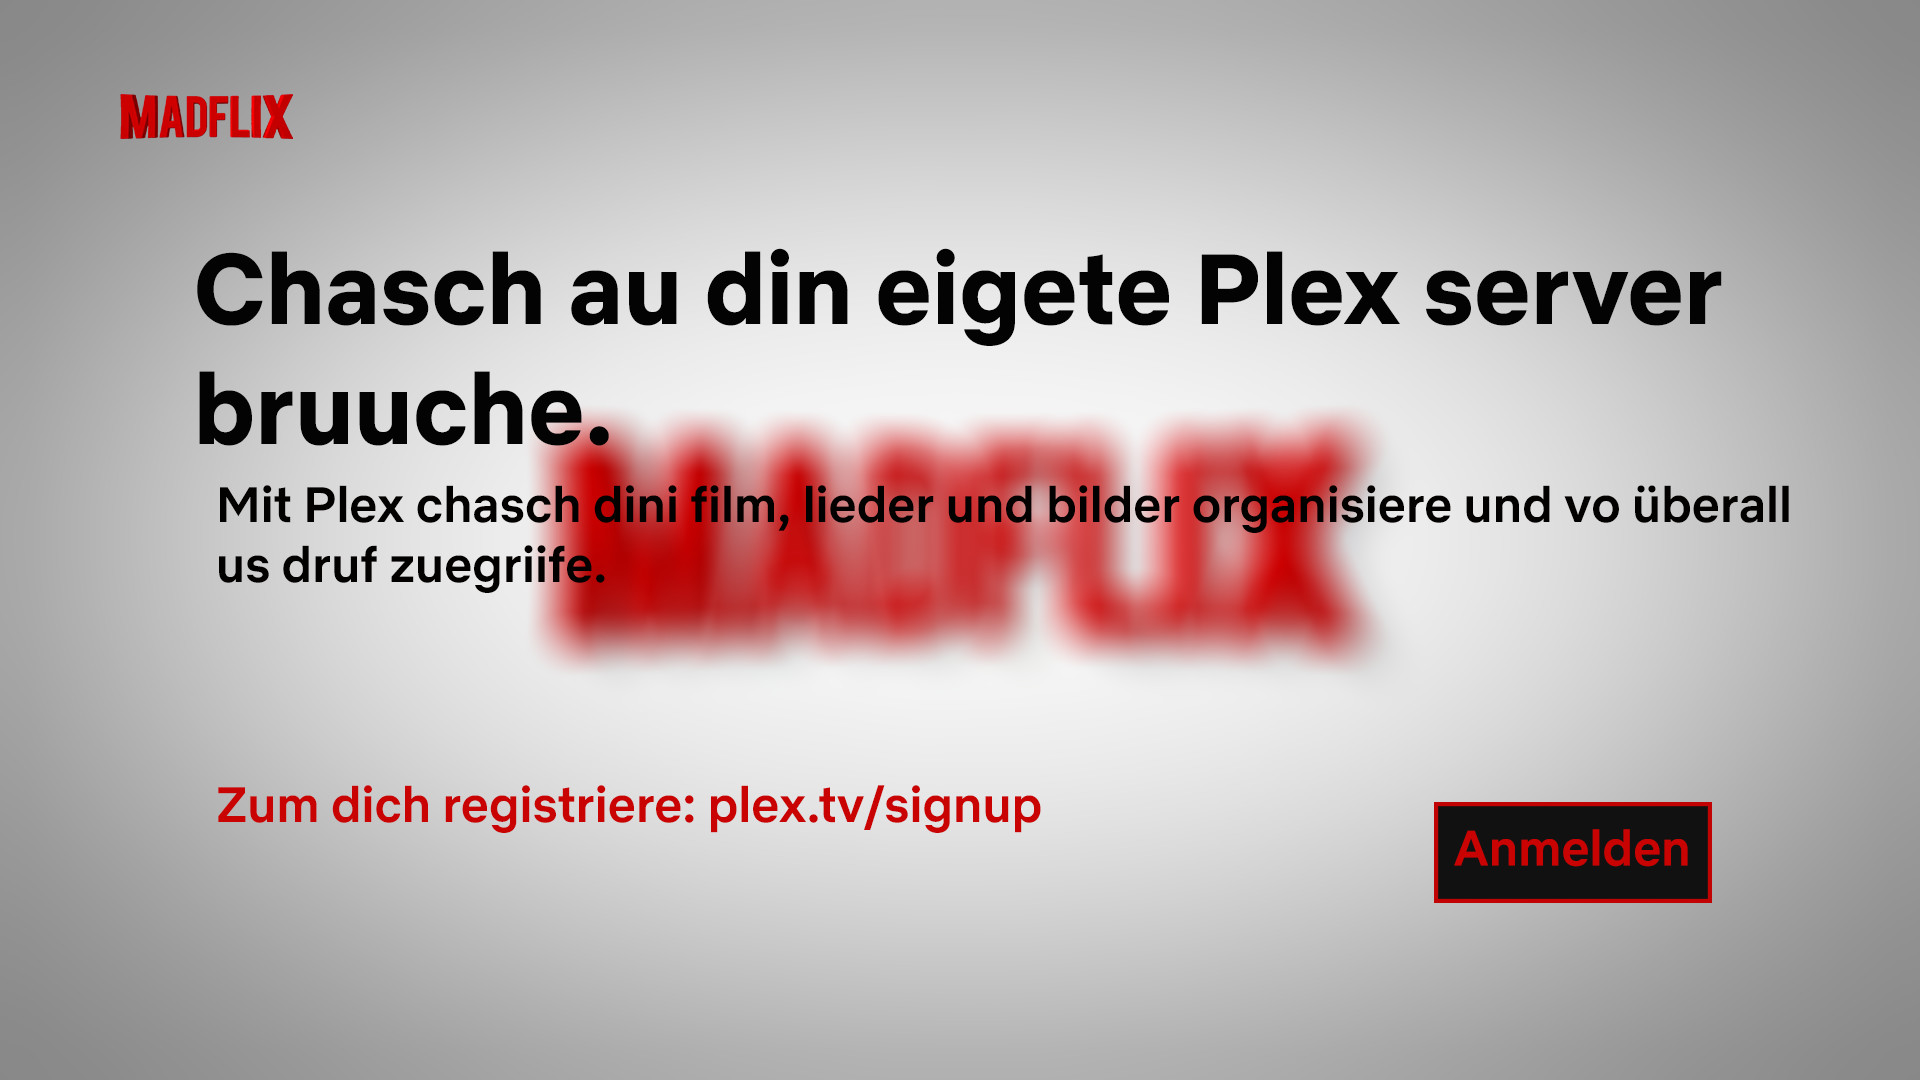 MADFLIX
Chasch au din eigete Plex server
bruuche.
MADFLIX
Mit Plex chasch dini film, lieder und bilder organisiere und vo überall
us druf zuegriife.
Zum dich registriere: plex.tv/signup
Anmelden